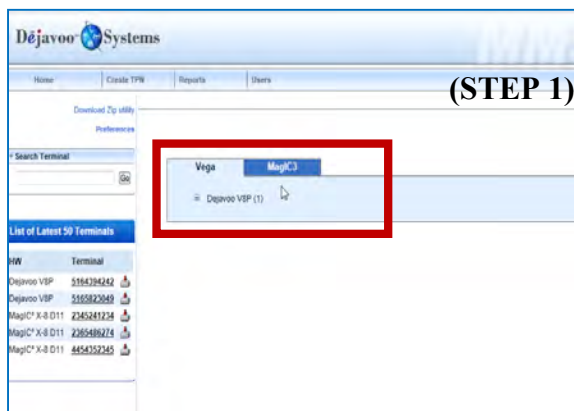 Dejavoo Systems
Home Create TPN Reports Users
(STEP 1)
Download Zip utility
Preferences
Search Terminal
Go
Vega MagIC3
Dejavoo V8P (1)
List of Latest 50 Terminals
HW Terminal
Dejavoo V8P 5164394242
Dejavoo V8P 5165823049
MagIC³ X-8 D11 2345241234
MagIC³ X-8 D11 2365486274
MagIC³ X-8 D11 4454352345